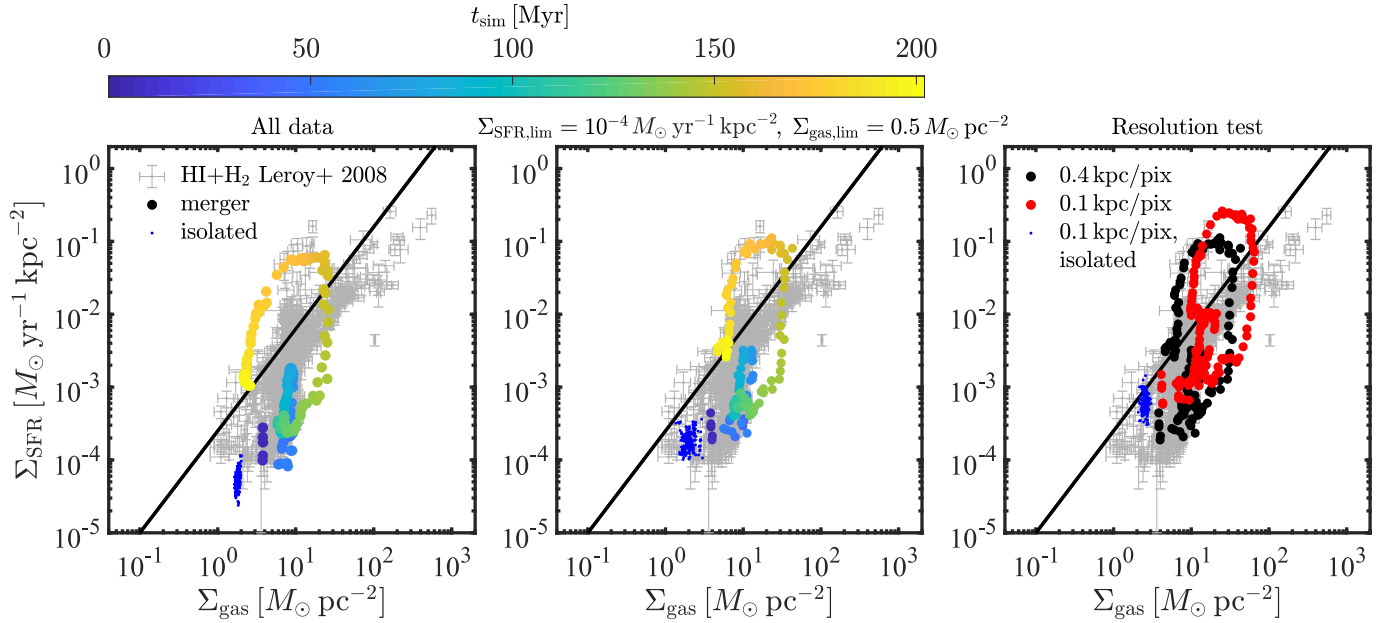 t_sim [Myr]
0 50 100 150 200
All data
Σ_SFR,lim = 10^-4 M_⊙ yr^-1 kpc^-2, Σ_gas,lim = 0.5 M_⊙ pc^-2
Resolution test
Σ_SFR [M_⊙ yr^-1 kpc^-2]
10^0
10^-1
10^-2
10^-3
10^-4
10^-5
HI+H_2 Leroy+ 2008
merger
isolated
10^-1 10^0 10^1 10^2 10^3
Σ_gas [M_⊙ pc^-2]
10^0
10^-1
10^-2
10^-3
10^-4
10^-5
10^-1 10^0 10^1 10^2 10^3
Σ_gas [M_⊙ pc^-2]
10^0
10^-1
10^-2
10^-3
10^-4
10^-5
0.4 kpc/pix
0.1 kpc/pix
0.1 kpc/pix,
isolated
10^-1 10^0 10^1 10^2 10^3
Σ_gas [M_⊙ pc^-2]